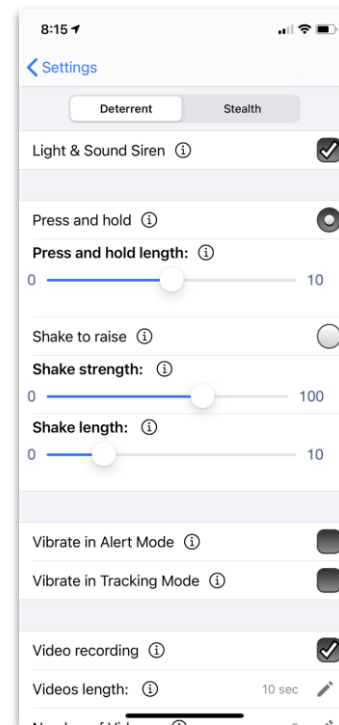 8:15
Settings
Deterrent Stealth
Light & Sound Siren
Press and hold
Press and hold length:
0 10
Shake to raise
Shake strength:
0 100
Shake length:
0 10
Vibrate in Alert Mode
Vibrate in Tracking Mode
Video recording
Videos length: 10 sec